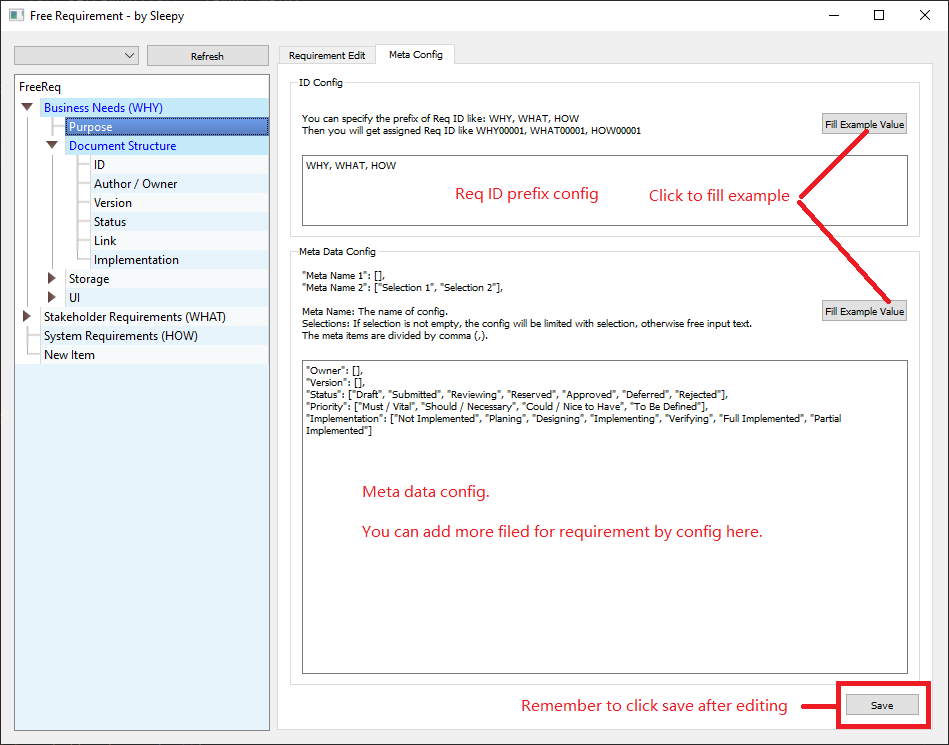 Free Requirement - by Sleepy
Refresh
FreeReq
Business Needs (WHY)
Purpose
Document Structure
ID
Author / Owner
Version
Status
Link
Implementation
Storage
UI
Stakeholder Requirements (WHAT)
System Requirements (HOW)
New Item
Requirement Edit
Meta Config
ID Config
You can specify the prefix of Req ID like: WHY, WHAT, HOW
Then you will get assigned Req ID like WHY00001, WHAT00001, HOW00001
Fill Example Value
WHY, WHAT, HOW
Req ID prefix config
Click to fill example
Meta Data Config
"Meta Name 1": [],
"Meta Name 2": ["Selection 1", "Selection 2"],
Meta Name: The name of config.
Selections: If selection is not empty, the config will be limited with selection, otherwise free input text.
The meta items are divided by comma (,).
Fill Example Value
"Owner": [],
"Version": [],
"Status": ["Draft", "Submitted", "Reviewing", "Reserved", "Approved", "Deferred", "Rejected"],
"Priority": ["Must / Vital", "Should / Necessary", "Could / Nice to Have", "To Be Defined"],
"Implementation": ["Not Implemented", "Planing", "Designing", "Implementing", "Verifying", "Full Implemented", "Partial
Implemented"]
Meta data config.
You can add more filed for requirement by config here.
Remember to click save after editing
Save